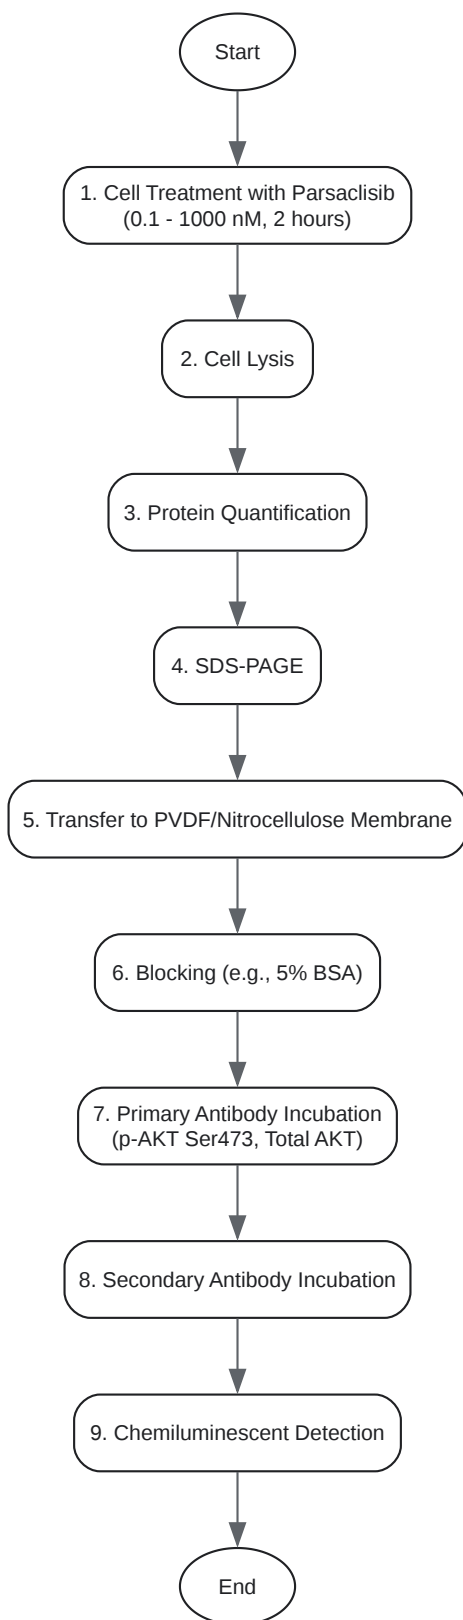 Start
1. Cell Treatment with Parsaclisib
(0.1 - 1000 nM, 2 hours)
2. Cell Lysis
3. Protein Quantification
4. SDS-PAGE
5. Transfer to PVDF/Nitrocellulose Membrane
6. Blocking (e.g., 5% BSA)
7. Primary Antibody Incubation
(p-AKT Ser473, Total AKT)
8. Secondary Antibody Incubation
9. Chemiluminescent Detection
End